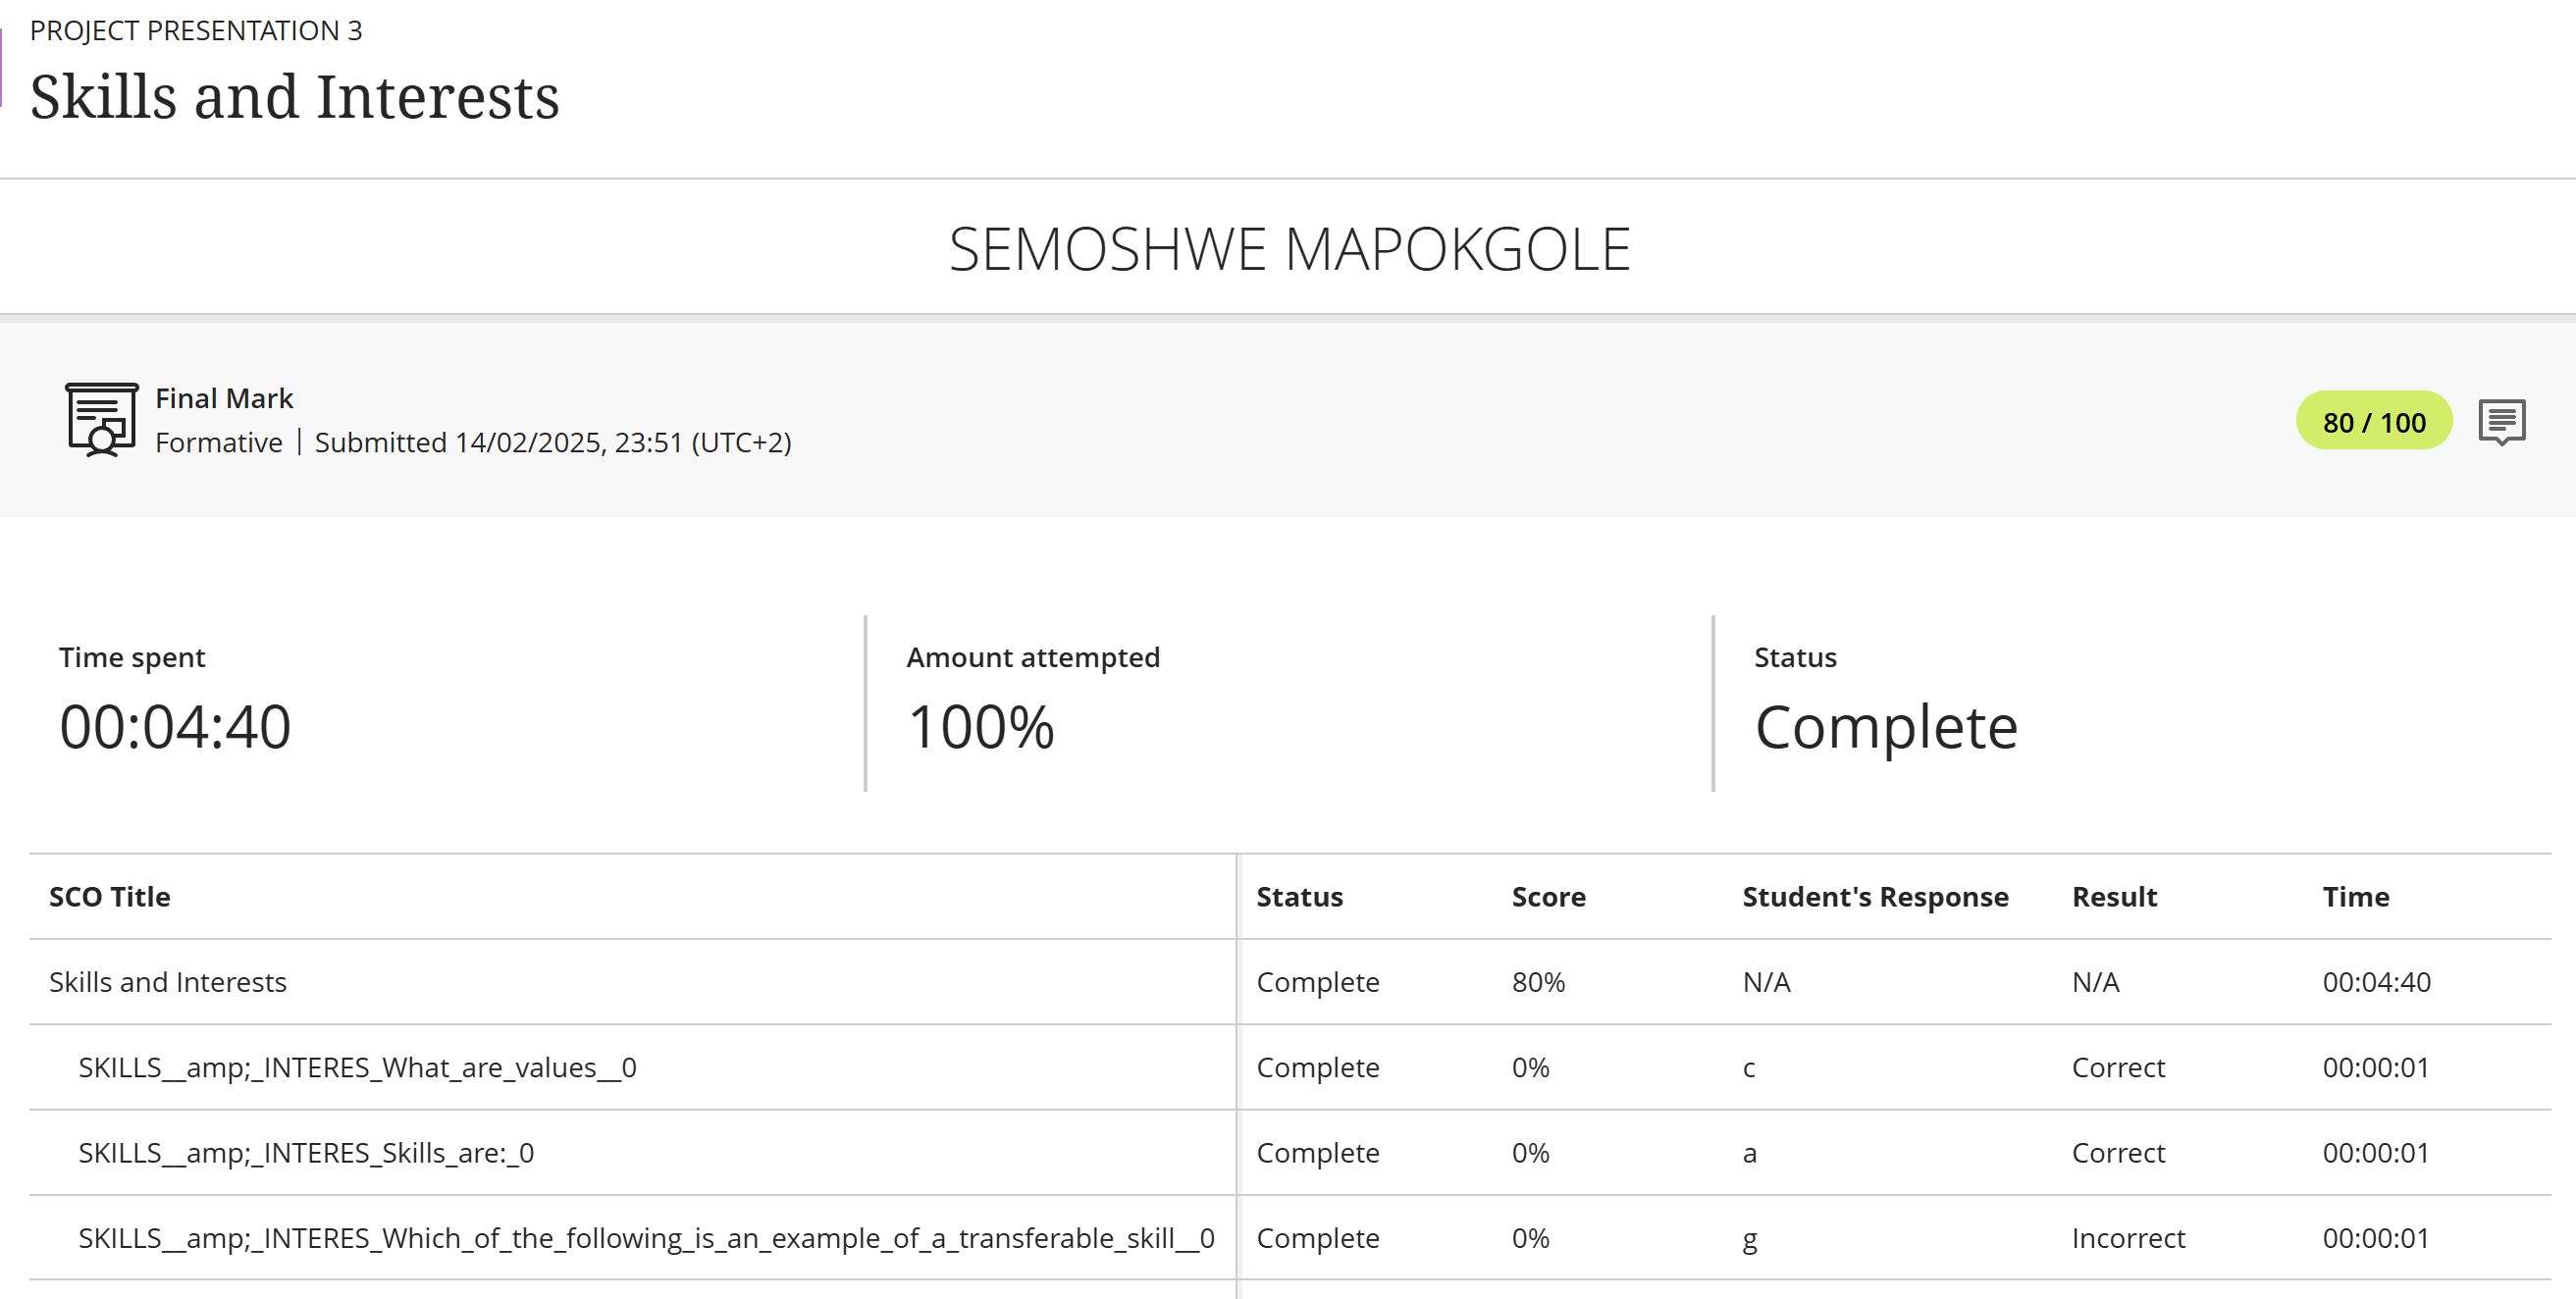 PROJECT PRESENTATION 3
Skills and Interests
SEMOSHWE MAPOKGOLE
Final Mark
Formative | Submitted 14/02/2025, 23:51 (UTC+2)
80 / 100
Time spent
00:04:40
Amount attempted
100%
Status
Complete
SCO Title Status Score Student's Response Result Time
Skills and Interests Complete 80% N/A N/A 00:04:40
SKILLS__amp;_INTERES_What_are_values__0 Complete 0% c Correct 00:00:01
SKILLS__amp;_INTERES_Skills_are:_0 Complete 0% a Correct 00:00:01
SKILLS__amp;_INTERES_Which_of_the_following_is_an_example_of_a_transferable_skill__0 Complete 0% g Incorrect 00:00:01